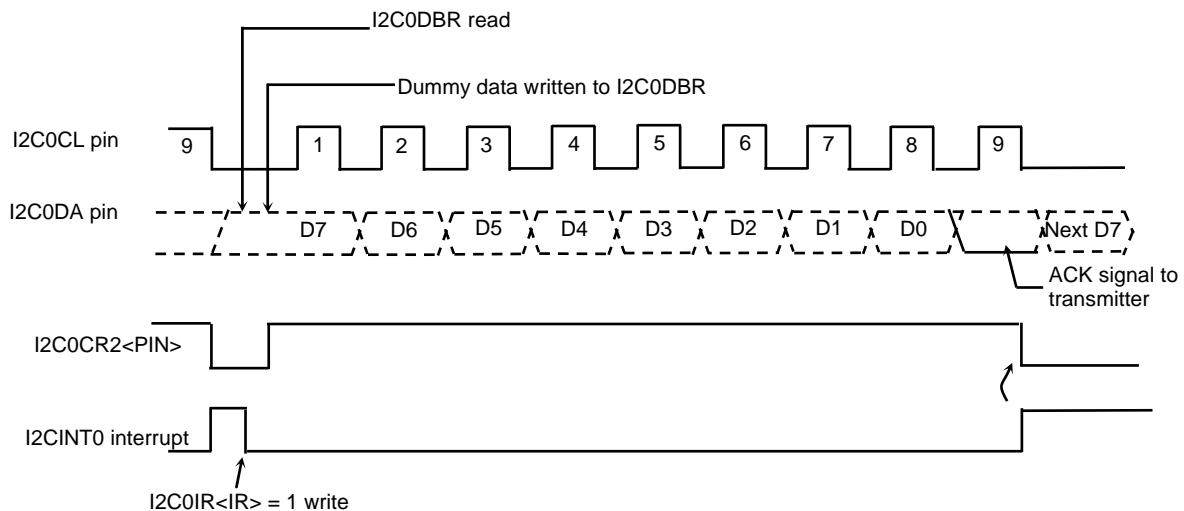 I2C0DBR read
Dummy data written to I2C0DBR
I2C0CL pin
9 1 2 3 4 5 6 7 8 9
I2C0DA pin
D7 D6 D5 D4 D3 D2 D1 D0 Next D7
ACK signal to
transmitter
I2C0CR2<PIN>
I2CINT0 interrupt
I2C0IR<IR> = 1 write